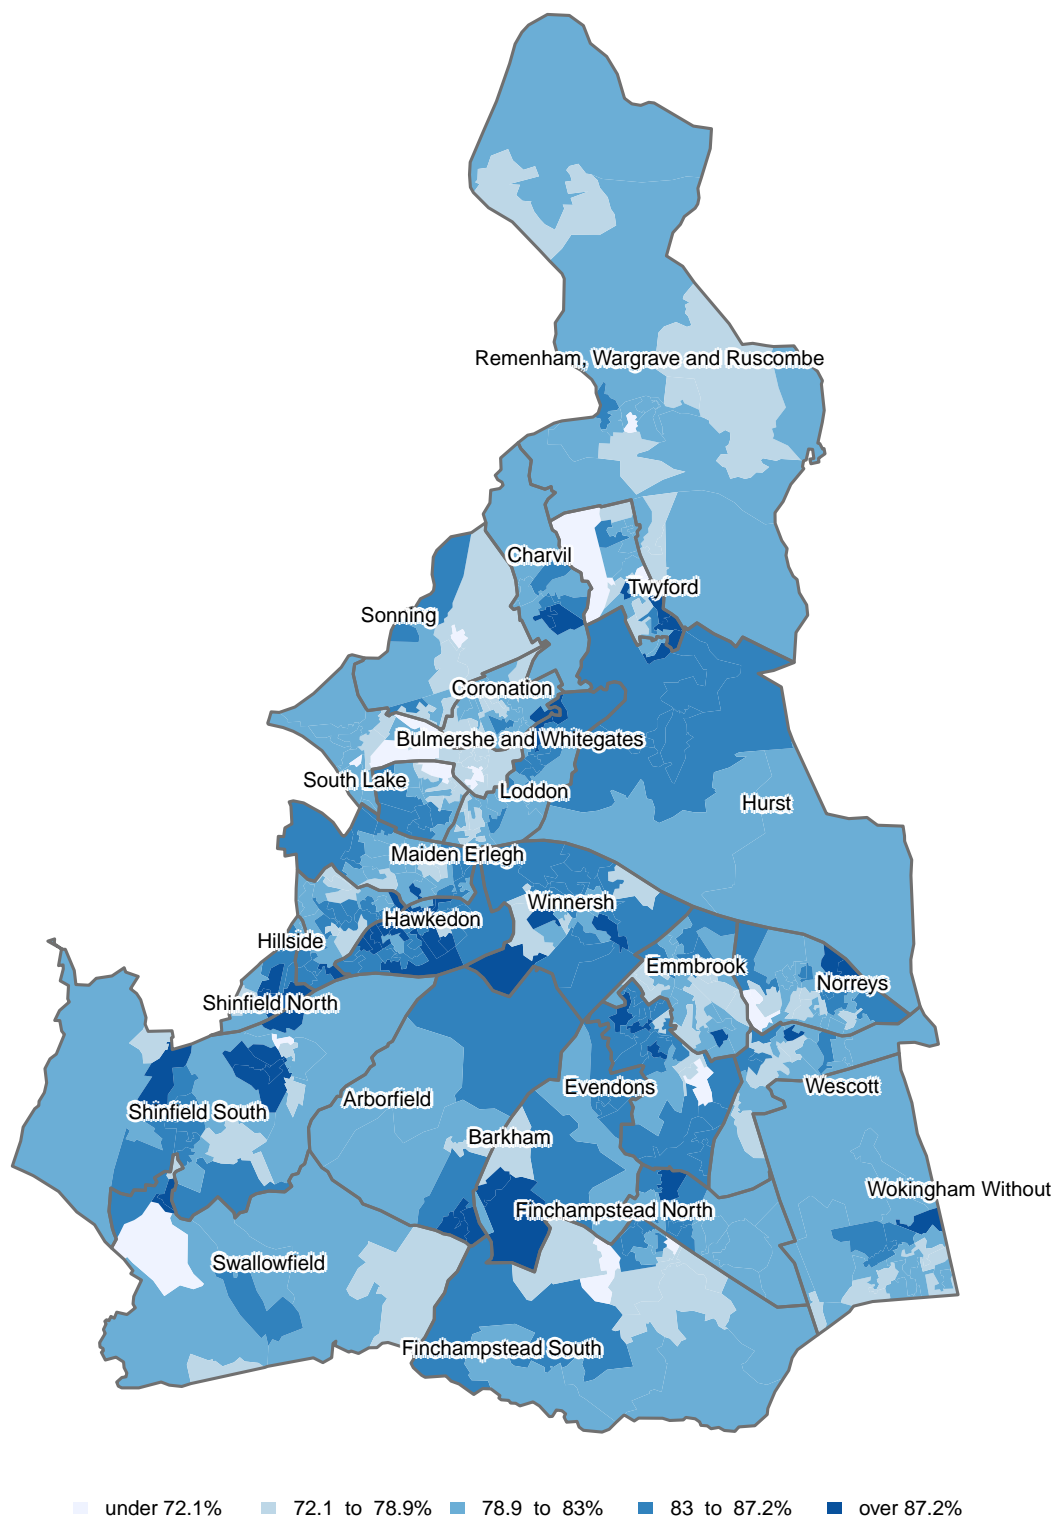 Remenham, Wargrave and Ruscombe
Charvil
Twyford
Sonning
Coronation
Bulmershe and Whitegates
South Lake
Loddon
Hurst
Maiden Erlegh
Winnersh
Hawkedon
Hillside
Emmbrook
Norreys
Shinfield North
Evendons
Wescott
Arborfield
Shinfield South
Barkham
Wokingham Without
Finchampstead North
Swallowfield
Finchampstead South
under 72.1% 72.1 to 78.9% 78.9 to 83% 83 to 87.2% over 87.2%